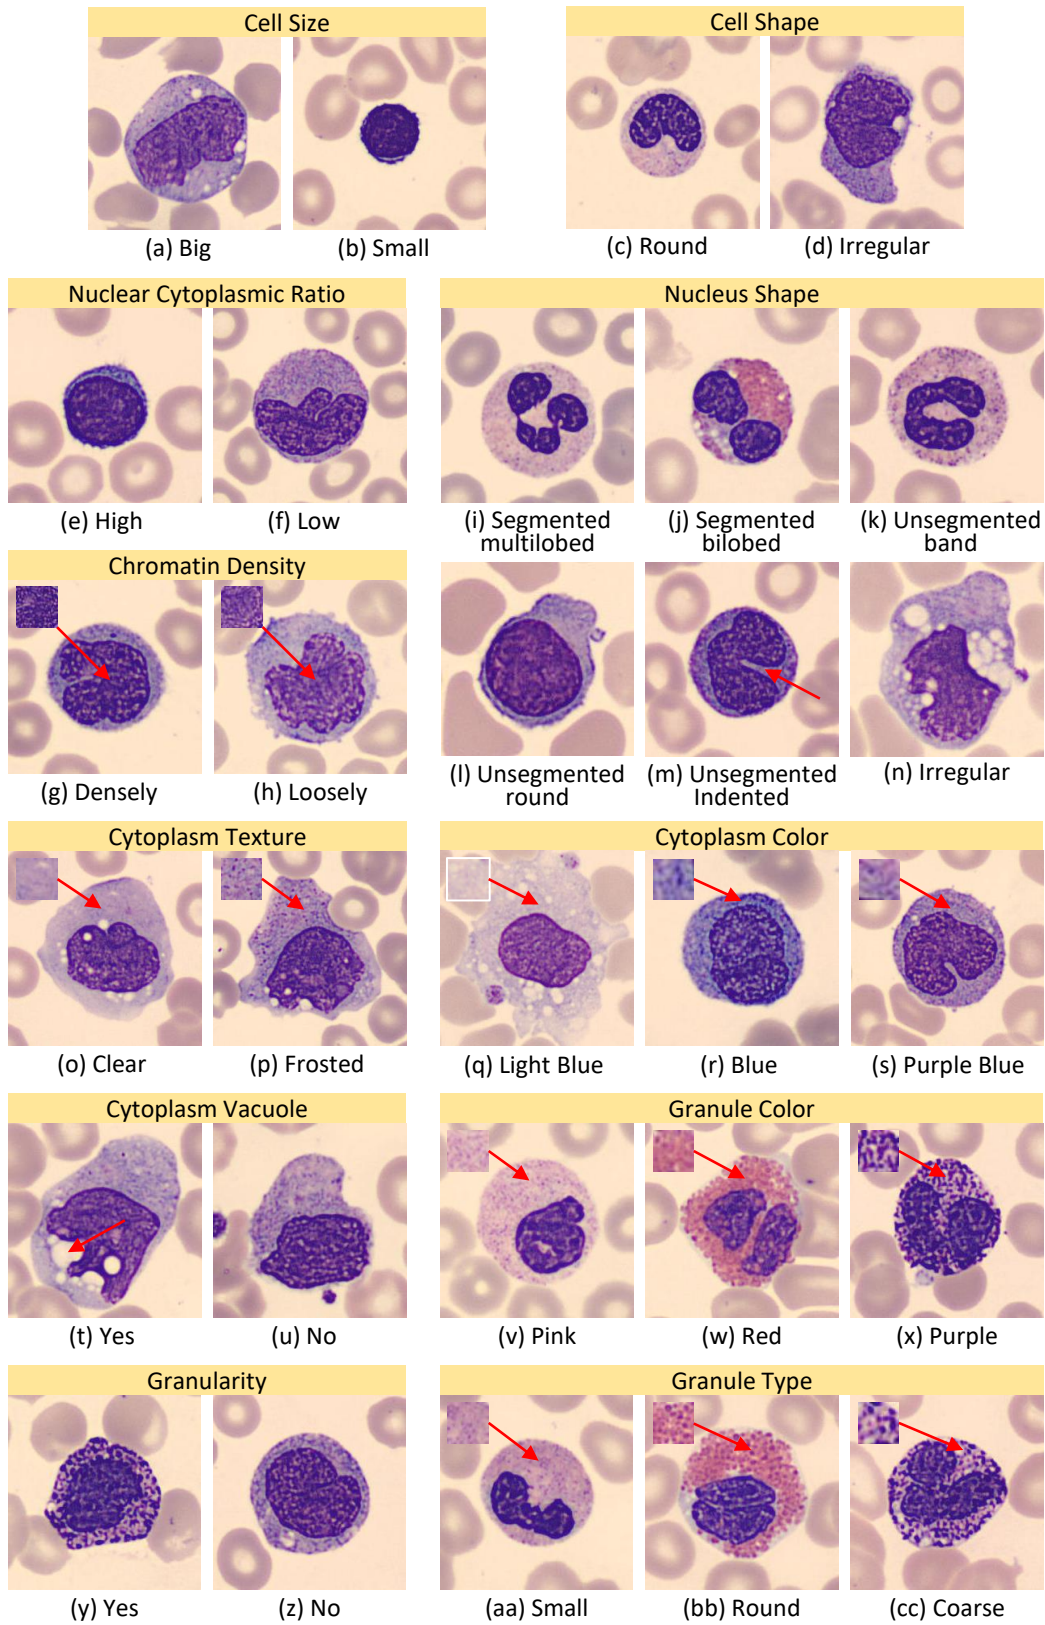 Cell Size
Cell Shape
(a) Big
(b) Small
(c) Round
(d) Irregular
Nuclear Cytoplasmic Ratio
Nucleus Shape
(e) High
(f) Low
(i) Segmented
multilobed
(j) Segmented
bilobed
(k) Unsegmented
band
Chromatin Density
(g) Densely
(h) Loosely
(l) Unsegmented
round
(m) Unsegmented
Indented
(n) Irregular
Cytoplasm Texture
Cytoplasm Color
(o) Clear
(p) Frosted
(q) Light Blue
(r) Blue
(s) Purple Blue
Cytoplasm Vacuole
Granule Color
(t) Yes
(u) No
(v) Pink
(w) Red
(x) Purple
Granularity
Granule Type
(y) Yes
(z) No
(aa) Small
(bb) Round
(cc) Coarse